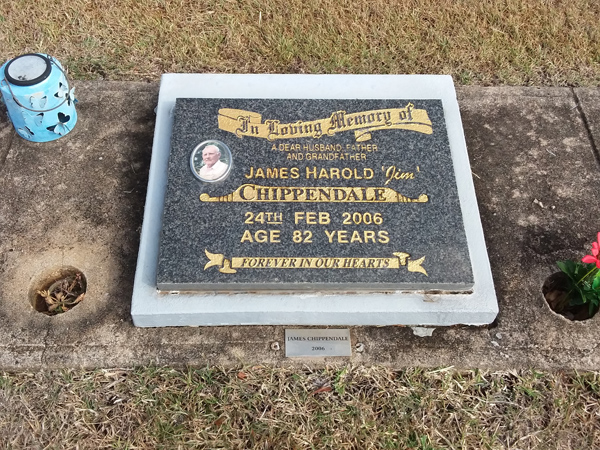 In Loving Memory of
A DEAR HUSBAND, FATHER
AND GRANDFATHER
JAMES HAROLD 'Jim'
CHIPPENDALE
24TH FEB 2006
AGE 82 YEARS
FOREVER IN OUR HEARTS
JAMES CHIPPENDALE
2006